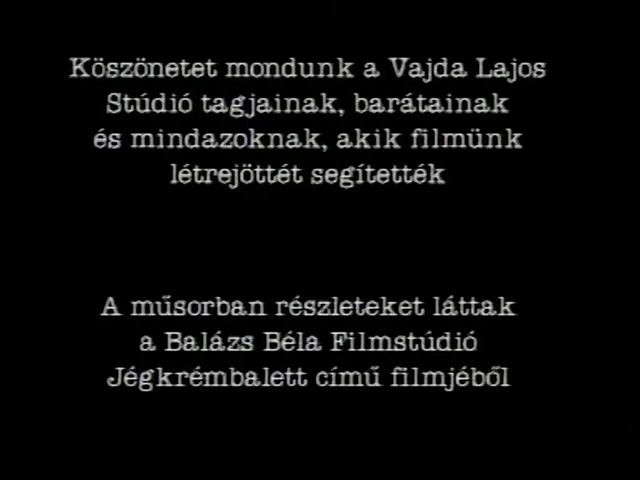 Köszönetet mondunk a Vajda Lajos
Stúdió tagjainak, barátainak
és mindazoknak, akik filmünk
létrejöttét segítették
A műsorban részleteket láttak
a Balázs Béla Filmstúdió
Jégkrémbalett című filmjéből